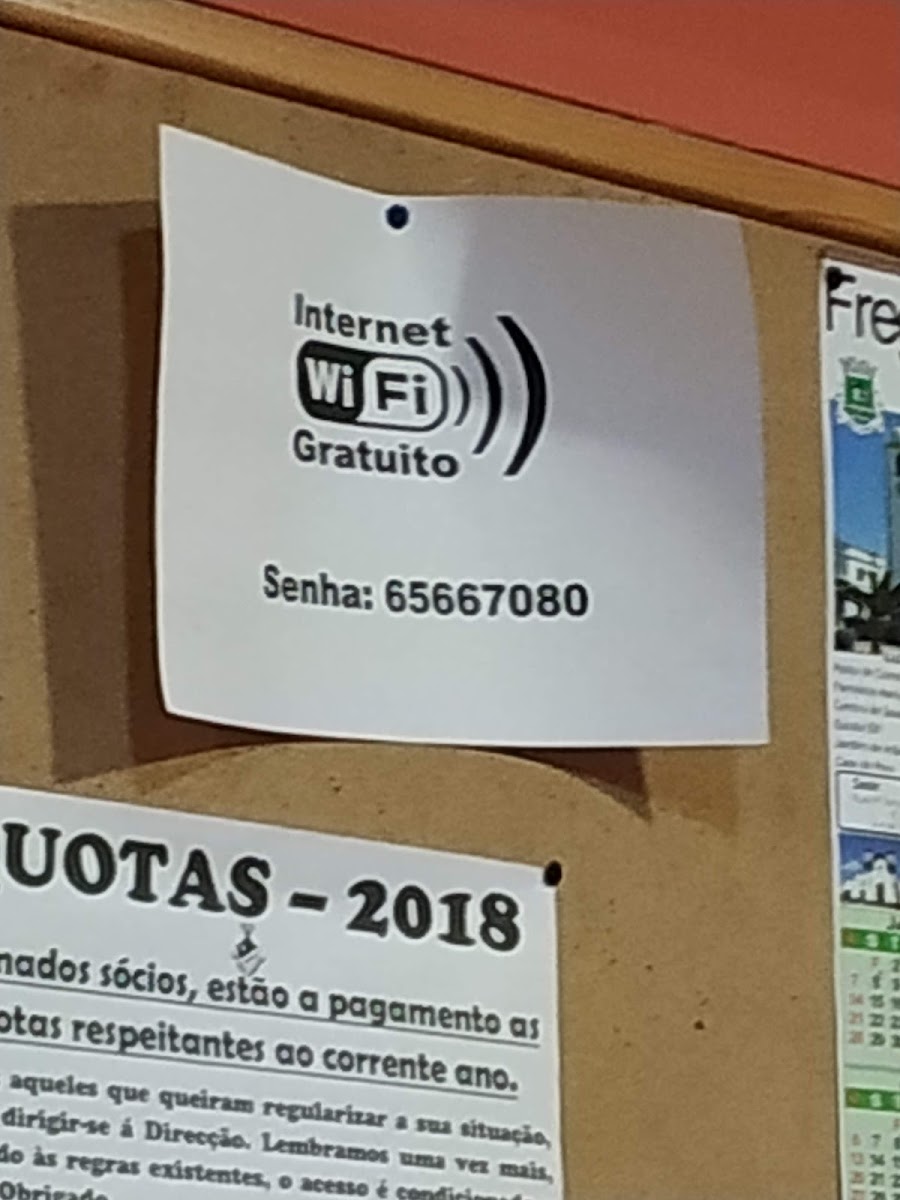 Internet
WiFi
Gratuito
Senha: 65667080
Fre
UOTAS - 2018
nados sócios, estão a pagamento as
otas respeitantes ao corrente ano.
aqueles que queiram regularizar a sua situação,
dirigir-se á Direcção. Lembramos uma vez mais,
do às regras existentes, o acesso é
Obrigado